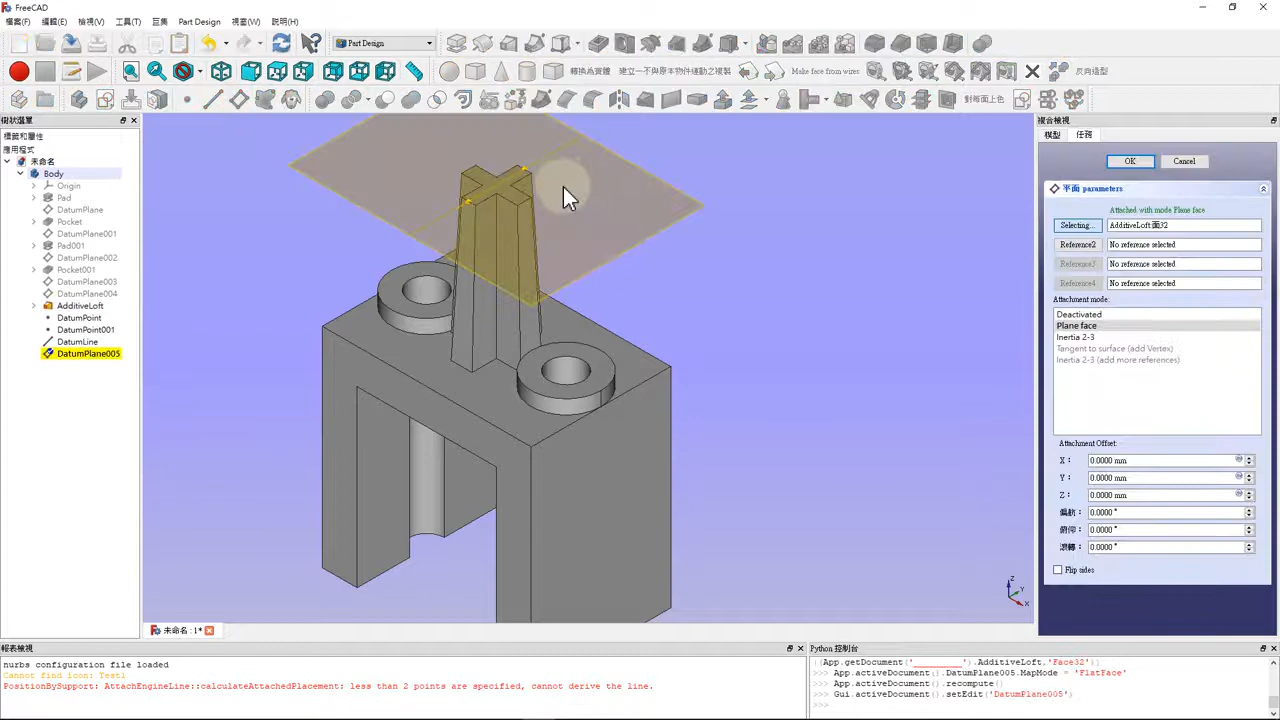 FreeCAD
檔案(F) 編輯(E) 檢視(V) 工具(T) 巨集 Part Design 視窗(W) 說明(H)
Part Design
轉換為實體 建立一不與原本物件連動之複製 Make face from wires 反向造型
對每面上色
樹狀選單
複合檢視
標籤和屬性
模型 任務
應用程式
未命名
Body
Origin
Pad
DatumPlane
Pocket
DatumPlane001
Pad001
DatumPlane002
Pocket001
DatumPlane003
DatumPlane004
AdditiveLoft
DatumPoint
DatumPoint001
DatumLine
DatumPlane005
OK Cancel
平面 parameters
Attached with mode Plane face
Selecting... AdditiveLoft:面32
Reference2 No reference selected
Reference3 No reference selected
Reference4 No reference selected
Attachment mode:
Deactivated
Plane face
Inertia 2-3
Tangent to surface (add Vertex)
Inertia 2-3 (add more references)
Attachment Offset:
X： 0.0000 mm
Y： 0.0000 mm
Z： 0.0000 mm
偏航： 0.0000 °
俯仰： 0.0000 °
滾轉： 0.0000 °
Flip sides
Z
Y
X
未命名 : 1*
報表檢視
nurbs configuration file loaded
Cannot find icon: Test1
PositionBySupport: AttachEngineLine::calculateAttachedPlacement: less than 2 points are specified, cannot derive the line.
Python 控制台
[(App.getDocument('_________').AdditiveLoft,'Face32')]
>>> App.activeDocument().DatumPlane005.MapMode = 'FlatFace'
>>> App.activeDocument().recompute()
>>> Gui.activeDocument().setEdit('DatumPlane005')
>>>